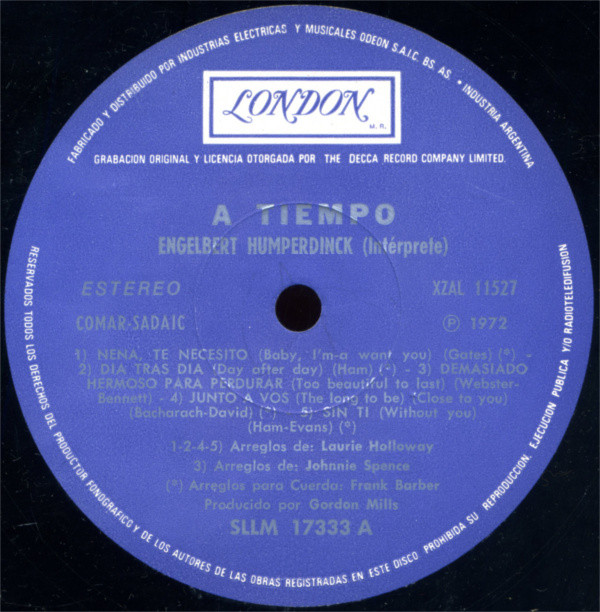 FABRICADO Y DISTRIBUIDO POR INDUSTRIAS ELECTRICAS Y MUSICALES ODEON S.A.I.C. BS. AS. • INDUSTRIA ARGENTINA
LONDON
M. R.
GRABACION ORIGINAL Y LICENCIA OTORGADA POR THE DECCA RECORD COMPANY LIMITED.
A TIEMPO
ENGELBERT HUMPERDINCK (Intérprete)
ESTEREO XZAL 11527
COMAR-SADAIC Ⓟ 1972
1) NENA, TE NECESITO (Baby, I'm-a want you) (Gates) (*) -
2) DIA TRAS DIA (Day after day) (Ham) (*) - 3) DEMASIADO
HERMOSO PARA PERDURAR (Too beautiful to last) (Webster-
Bennett) - 4) JUNTO A VOS (The long to be) (Close to you)
(Bacharach-David) (*) - 5) SIN TI (Without you)
(Ham-Evans) (*)
1-2-4-5) Arreglos de: Laurie Holloway
3) Arreglos de: Johnnie Spence
(*) Arreglos para Cuerda: Frank Barber
Producido por Gordon Mills
SLLM 17333 A
RESERVADOS TODOS LOS DERECHOS DEL PRODUCTOR FONOGRAFICO Y DE LOS AUTORES DE LAS OBRAS REGISTRADAS EN ESTE DISCO PROHIBIDA SU REPRODUCCION, EJECUCION PUBLICA Y/O RADIOTELEDIFUSION